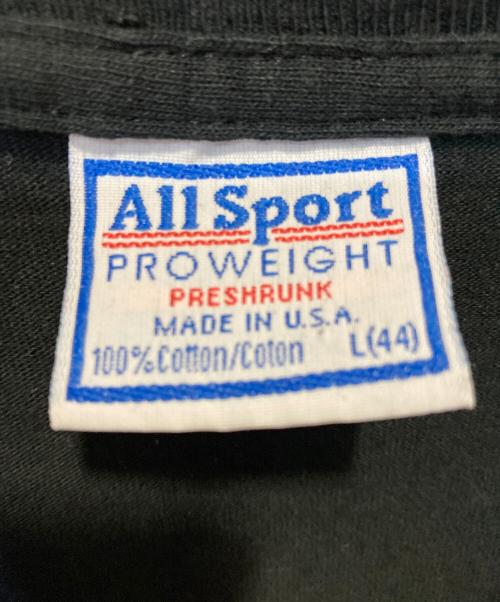 All Sport
PROWEIGHT
PRESHRUNK
MADE IN U.S.A.
100% Cotton/Coton L(44)